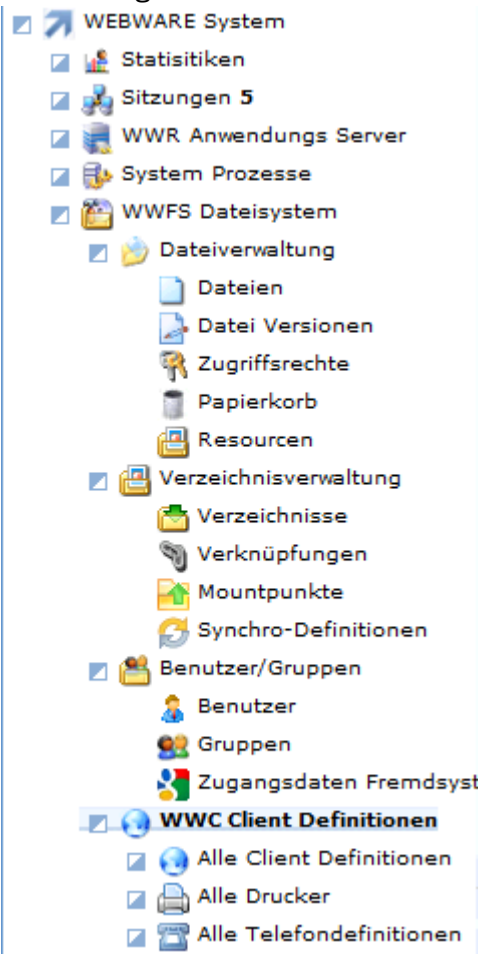 WEBWARE System
Statisitiken
Sitzungen 5
WWR Anwendungs Server
System Prozesse
WWFS Dateisystem
Dateiverwaltung
Dateien
Datei Versionen
Zugriffsrechte
Papierkorb
Resourcen
Verzeichnisverwaltung
Verzeichnisse
Verknüpfungen
Mountpunkte
Synchro-Definitionen
Benutzer/Gruppen
Benutzer
Gruppen
Zugangsdaten Fremdsyst
WWC Client Definitionen
Alle Client Definitionen
Alle Drucker
Alle Telefondefinitionen